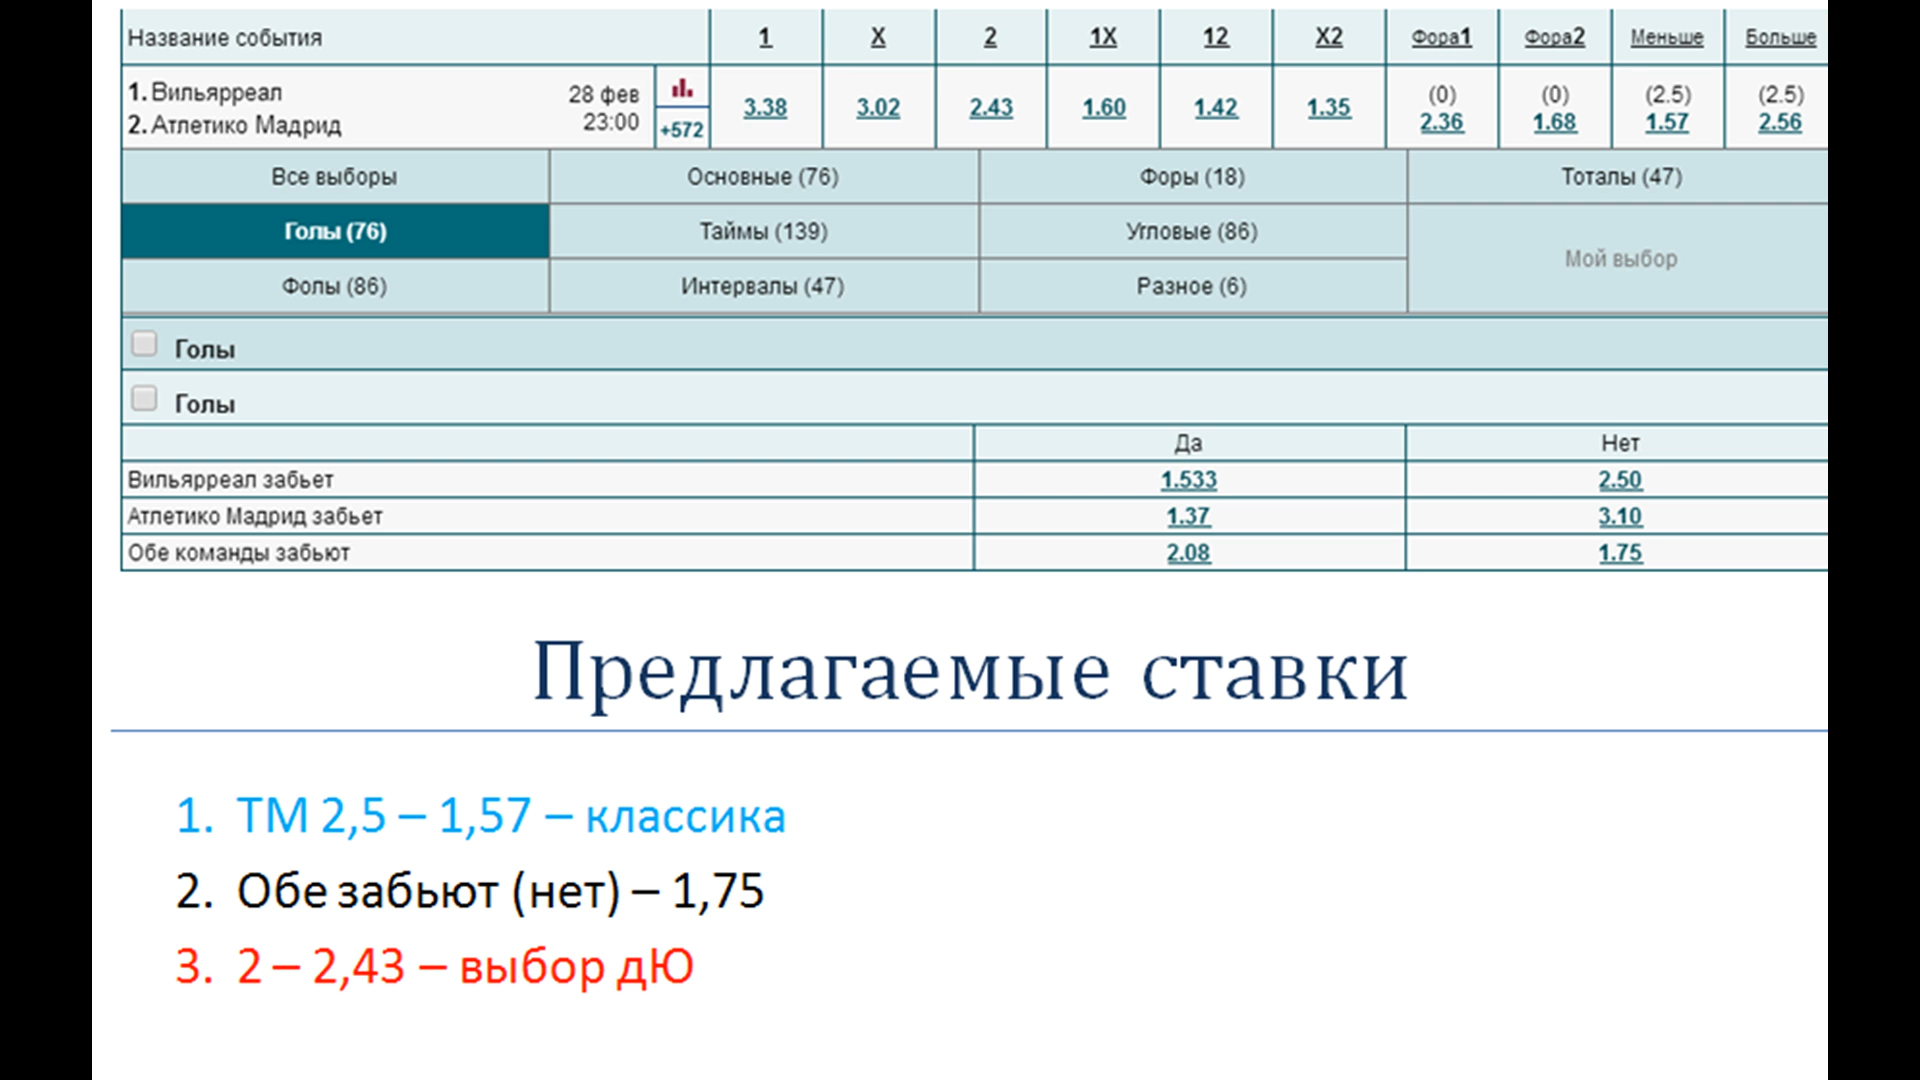 Название события 1 X 2 1X 12 X2 Фора1 Фора2 Меньше Больше
1. Вильярреал 28 фев 3.38 3.02 2.43 1.60 1.42 1.35 (0) (0) (2.5) (2.5)
2. Атлетико Мадрид 23:00 +572 2.36 1.68 1.57 2.56
Все выборы Основные (76) Форы (18) Тоталы (47)
Голы (76) Таймы (139) Угловые (86) Мой выбор
Фолы (86) Интервалы (47) Разное (6)
Голы
Голы
Да Нет
Вильярреал забьет 1.533 2.50
Атлетико Мадрид забьет 1.37 3.10
Обе команды забьют 2.08 1.75
Предлагаемые ставки
1. ТМ 2,5 – 1,57 – классика
2. Обе забьют (нет) – 1,75
3. 2 – 2,43 – выбор дЮ